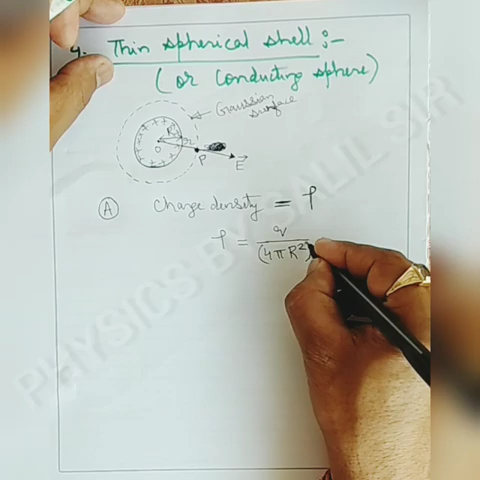 4. Thin spherical shell :-
(or conducting sphere)
Gaussian surface
R
r
O
P
E
(A) Charge density = ρ
ρ = q / (4πR²)
PHYSICS BY SALIL SIR